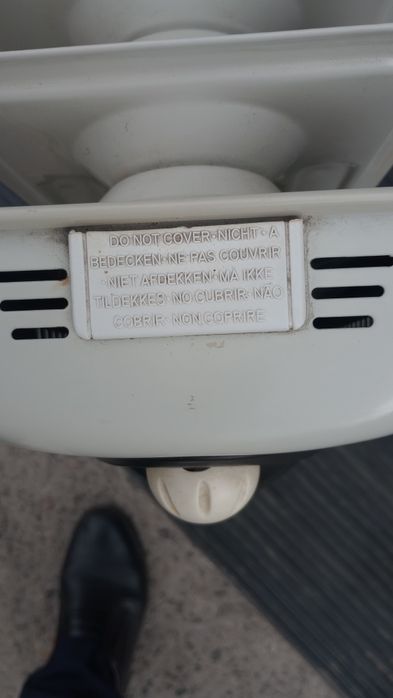 DO NOT COVER·NICHT·A
BEDECKEN·NE PAS COUVRIR
·NIET AFDEKKEN·MA IKKE
TILDEKKES·NO CUBRIR·NÃO
COBRIR·NON COPRIRE